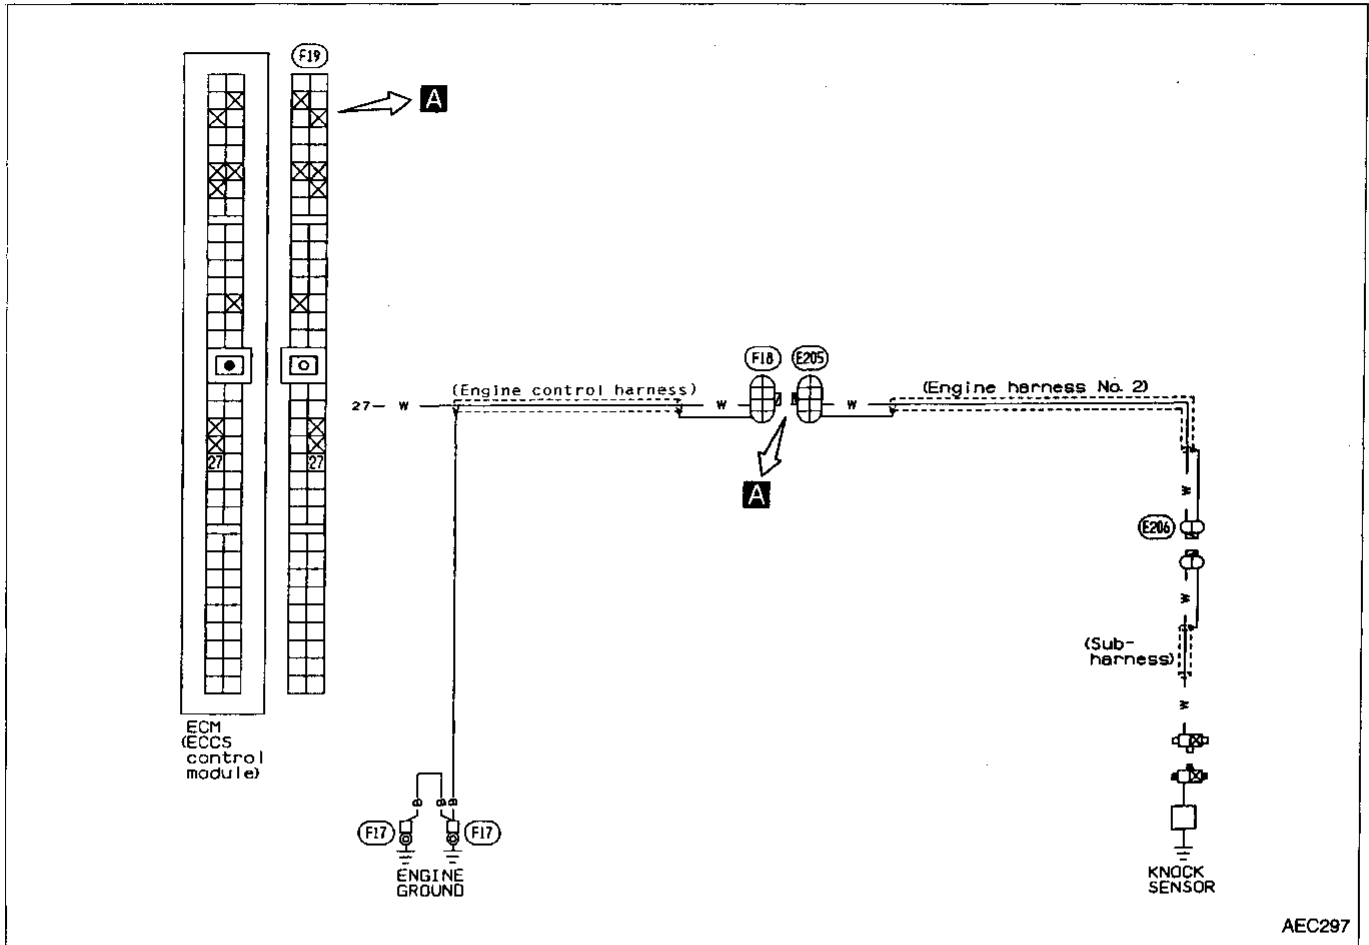 F19
A
F18 E205
(Engine control harness)
(Engine harness No. 2)
27 W W W
27 27
A
W
E206
W
(Sub-
harness)
W
ECM
(ECCS
control
module)
B B B
F17 F17
ENGINE
GROUND
KNOCK
SENSOR
AEC297